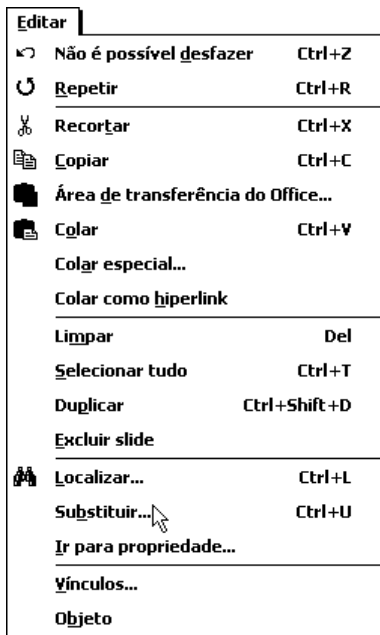 Editar
Não é possível desfazer Ctrl+Z
Repetir Ctrl+R
Recortar Ctrl+X
Copiar Ctrl+C
Área de transferência do Office...
Colar Ctrl+V
Colar especial...
Colar como hiperlink
Limpar Del
Selecionar tudo Ctrl+T
Duplicar Ctrl+Shift+D
Excluir slide
Localizar... Ctrl+L
Substituir... Ctrl+U
Ir para propriedade...
Vínculos...
Objeto